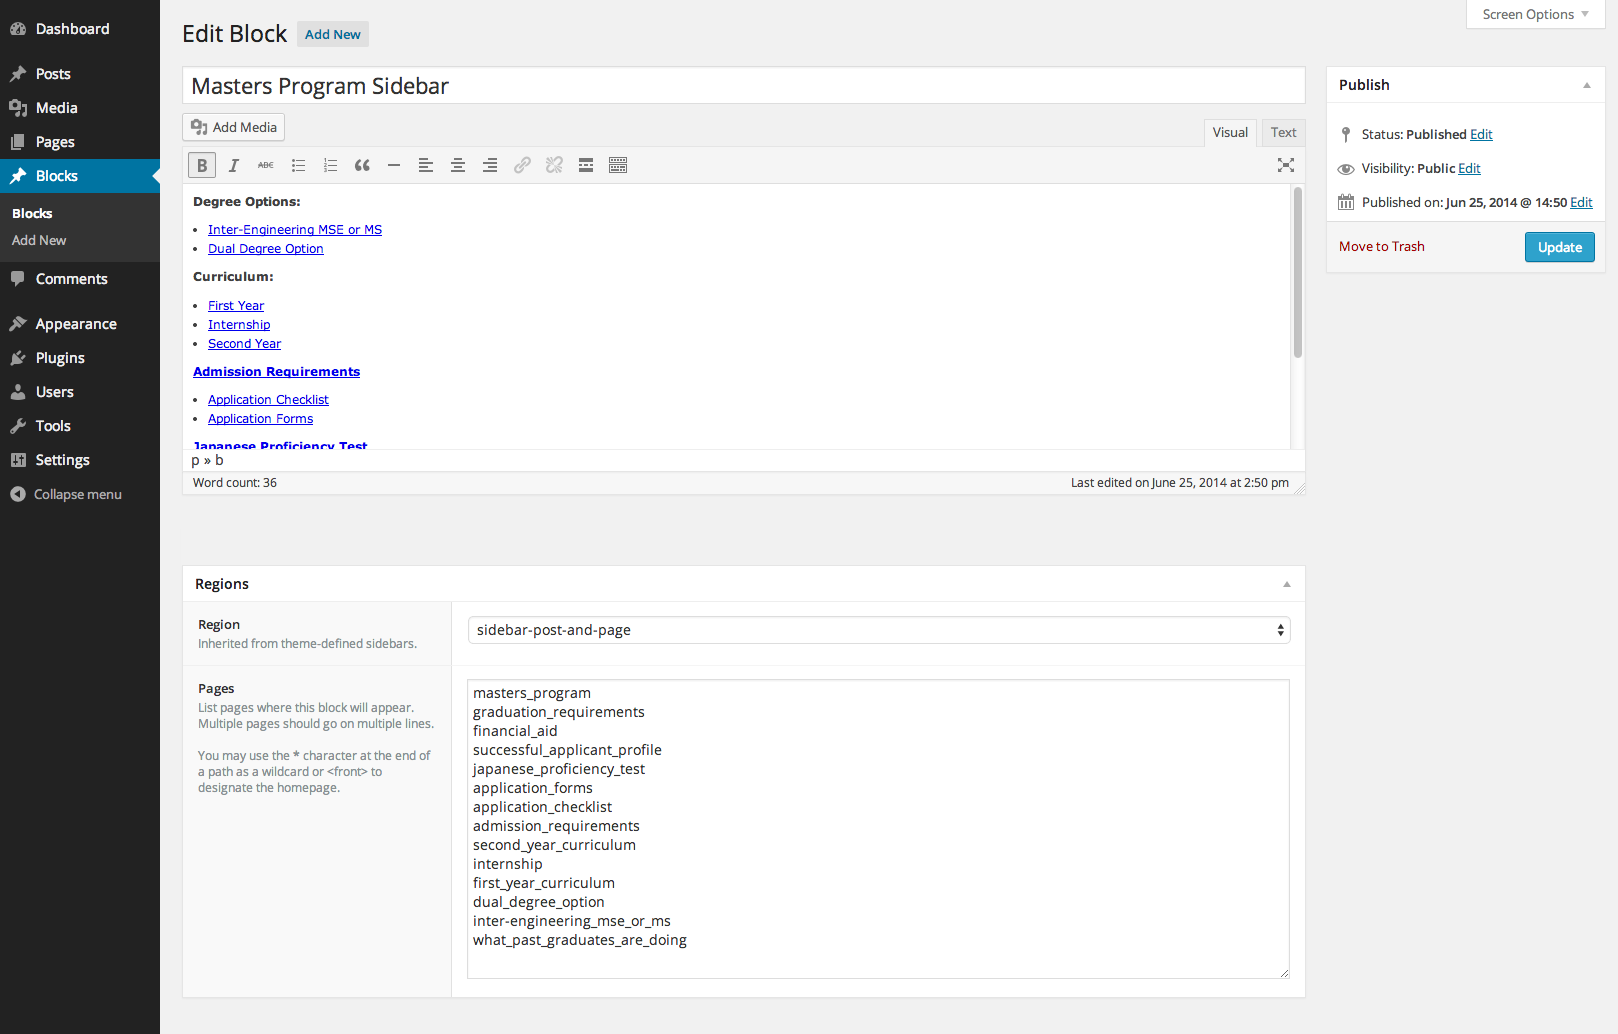 Dashboard
Posts
Media
Pages
Blocks
Blocks
Add New
Comments
Appearance
Plugins
Users
Tools
Settings
Collapse menu
Screen Options
Edit Block Add New
Masters Program Sidebar
Add Media
Visual Text
B I ABC
Degree Options:
• Inter-Engineering MSE or MS
• Dual Degree Option
Curriculum:
• First Year
• Internship
• Second Year
Admission Requirements
• Application Checklist
• Application Forms
Japanese Proficiency Test
p » b
Word count: 36 Last edited on June 25, 2014 at 2:50 pm
Publish
Status: Published Edit
Visibility: Public Edit
Published on: Jun 25, 2014 @ 14:50 Edit
Move to Trash Update
Regions
Region
Inherited from theme-defined sidebars.
sidebar-post-and-page
Pages
List pages where this block will appear.
Multiple pages should go on multiple lines.
You may use the * character at the end of
a path as a wildcard or <front> to
designate the homepage.
masters_program
graduation_requirements
financial_aid
successful_applicant_profile
japanese_proficiency_test
application_forms
application_checklist
admission_requirements
second_year_curriculum
internship
first_year_curriculum
dual_degree_option
inter-engineering_mse_or_ms
what_past_graduates_are_doing